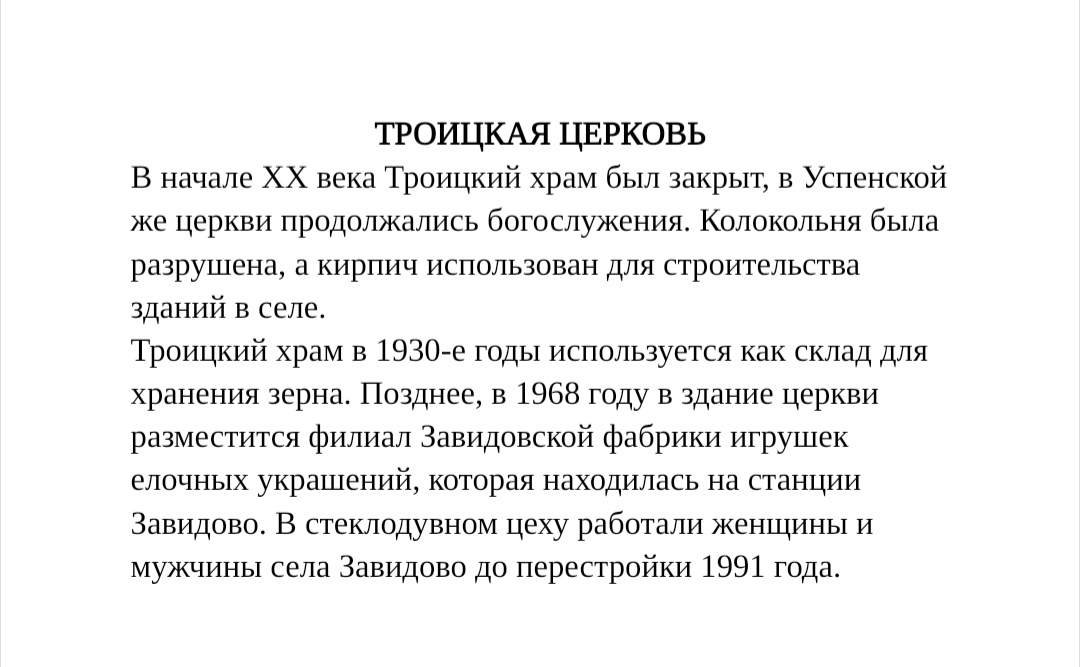 ТРОИЦКАЯ ЦЕРКОВЬ
В начале XX века Троицкий храм был закрыт, в Успенской
же церкви продолжались богослужения. Колокольня была
разрушена, а кирпич использован для строительства
зданий в селе.
Троицкий храм в 1930-е годы используется как склад для
хранения зерна. Позднее, в 1968 году в здание церкви
разместится филиал Завидовской фабрики игрушек
елочных украшений, которая находилась на станции
Завидово. В стеклодувном цеху работали женщины и
мужчины села Завидово до перестройки 1991 года.